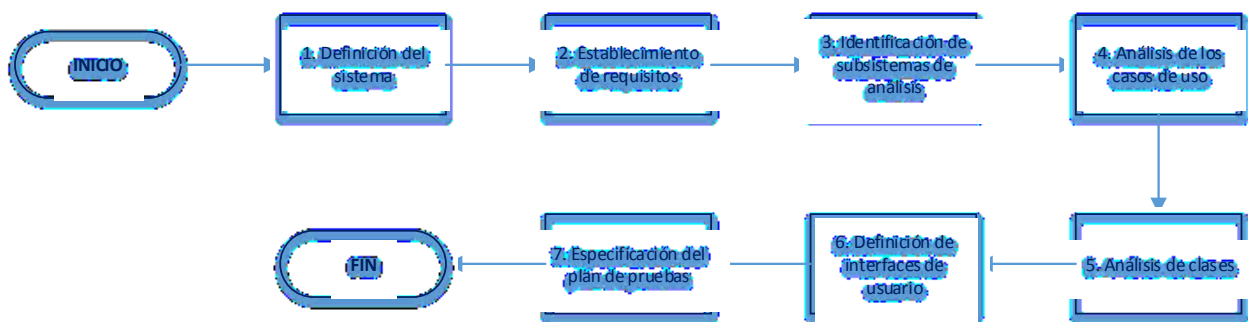 INICIO
1. Definición del
sistema
2. Establecimiento
de requisitos
3. Identificación de
subsistemas de
análisis
4. Análisis de los
casos de uso
5. Análisis de clases
6. Definición de
interfaces de
usuario
7. Especificación del
plan de pruebas
FIN